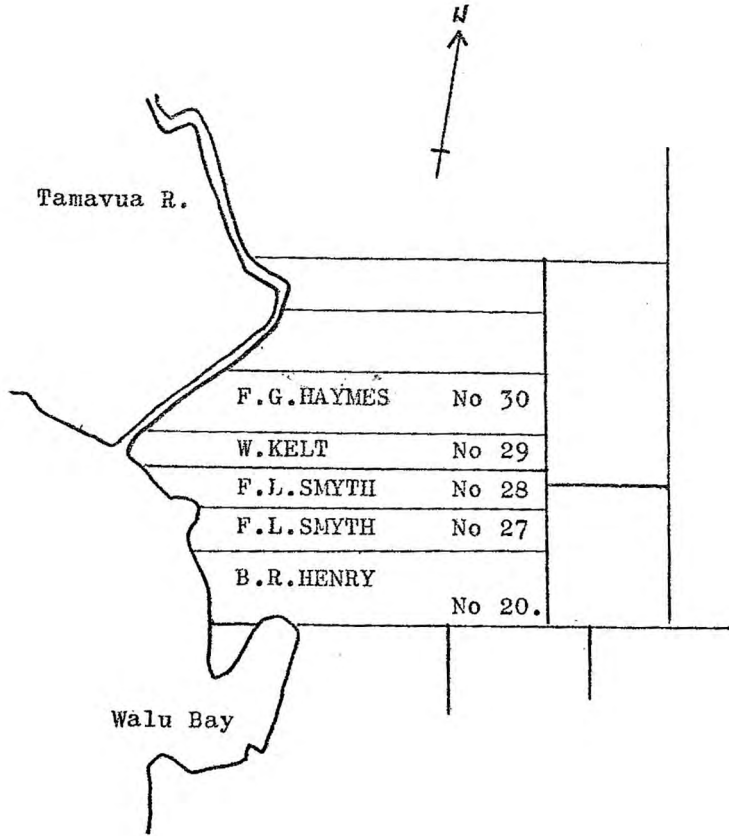 N
Tamavua R.
F.G.HAYMES No 30
W.KELT No 29
F.L.SMYTH No 28
F.L.SMYTH No 27
B.R.HENRY
No 20.
Walu Bay